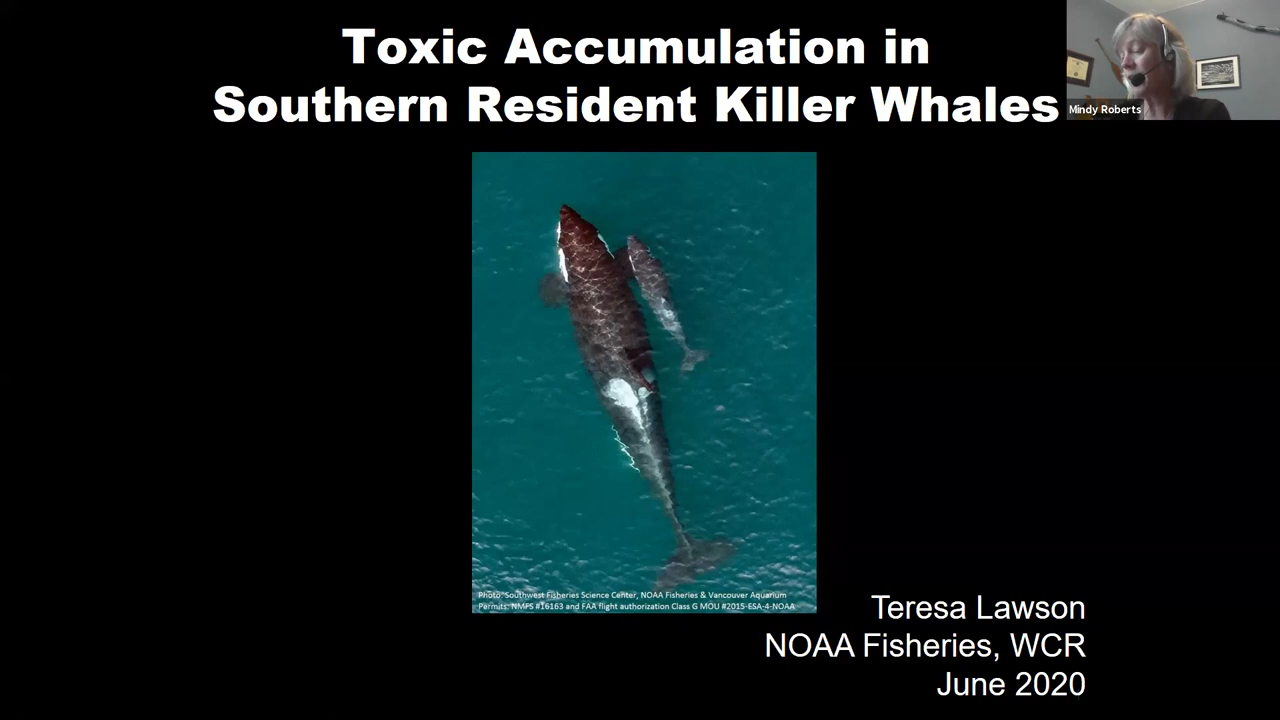 Toxic Accumulation in
Southern Resident Killer Whales
Mindy Roberts
Photo: Southwest Fisheries Science Center, NOAA Fisheries & Vancouver Aquarium
Permits: NMFS #16163 and FAA flight authorization Class G MOU #2015-ESA-4-NOAA
Teresa Lawson
NOAA Fisheries, WCR
June 2020